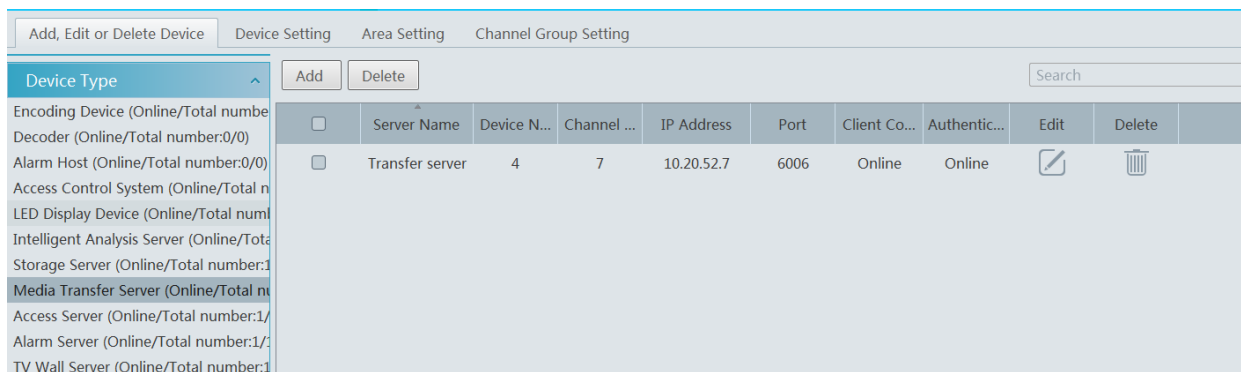 Add, Edit or Delete Device Device Setting Area Setting Channel Group Setting
Device Type Add Delete Search
Encoding Device (Online/Total numbe
Decoder (Online/Total number:0/0)
Alarm Host (Online/Total number:0/0)
Access Control System (Online/Total n
LED Display Device (Online/Total num
Intelligent Analysis Server (Online/Tota
Storage Server (Online/Total number:1
Media Transfer Server (Online/Total nu
Access Server (Online/Total number:1/
Alarm Server (Online/Total number:1/1
TV Wall Server (Online/Total number:1
Server Name Device N... Channel ... IP Address Port Client Co... Authentic... Edit Delete
Transfer server 4 7 10.20.52.7 6006 Online Online